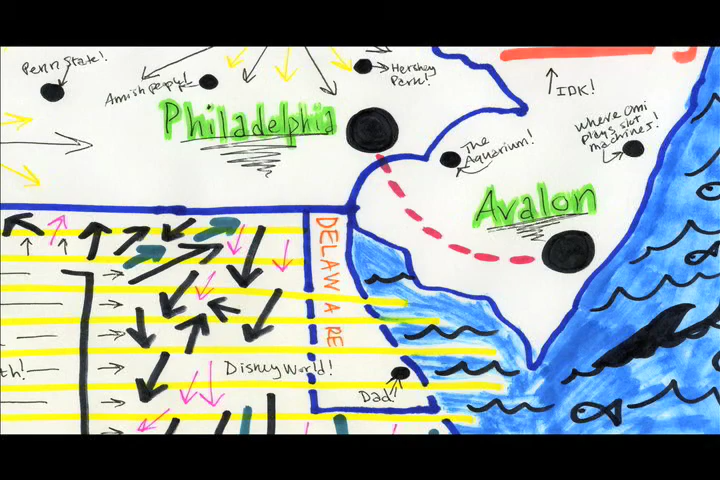 Penn State!
Amish people!
Hershey
Park!
IDK!
Philadelphia
The
Aquarium!
Where Omi
plays slot
machines!
Avalon
DELAWARE
Disney World!
th!
Dad